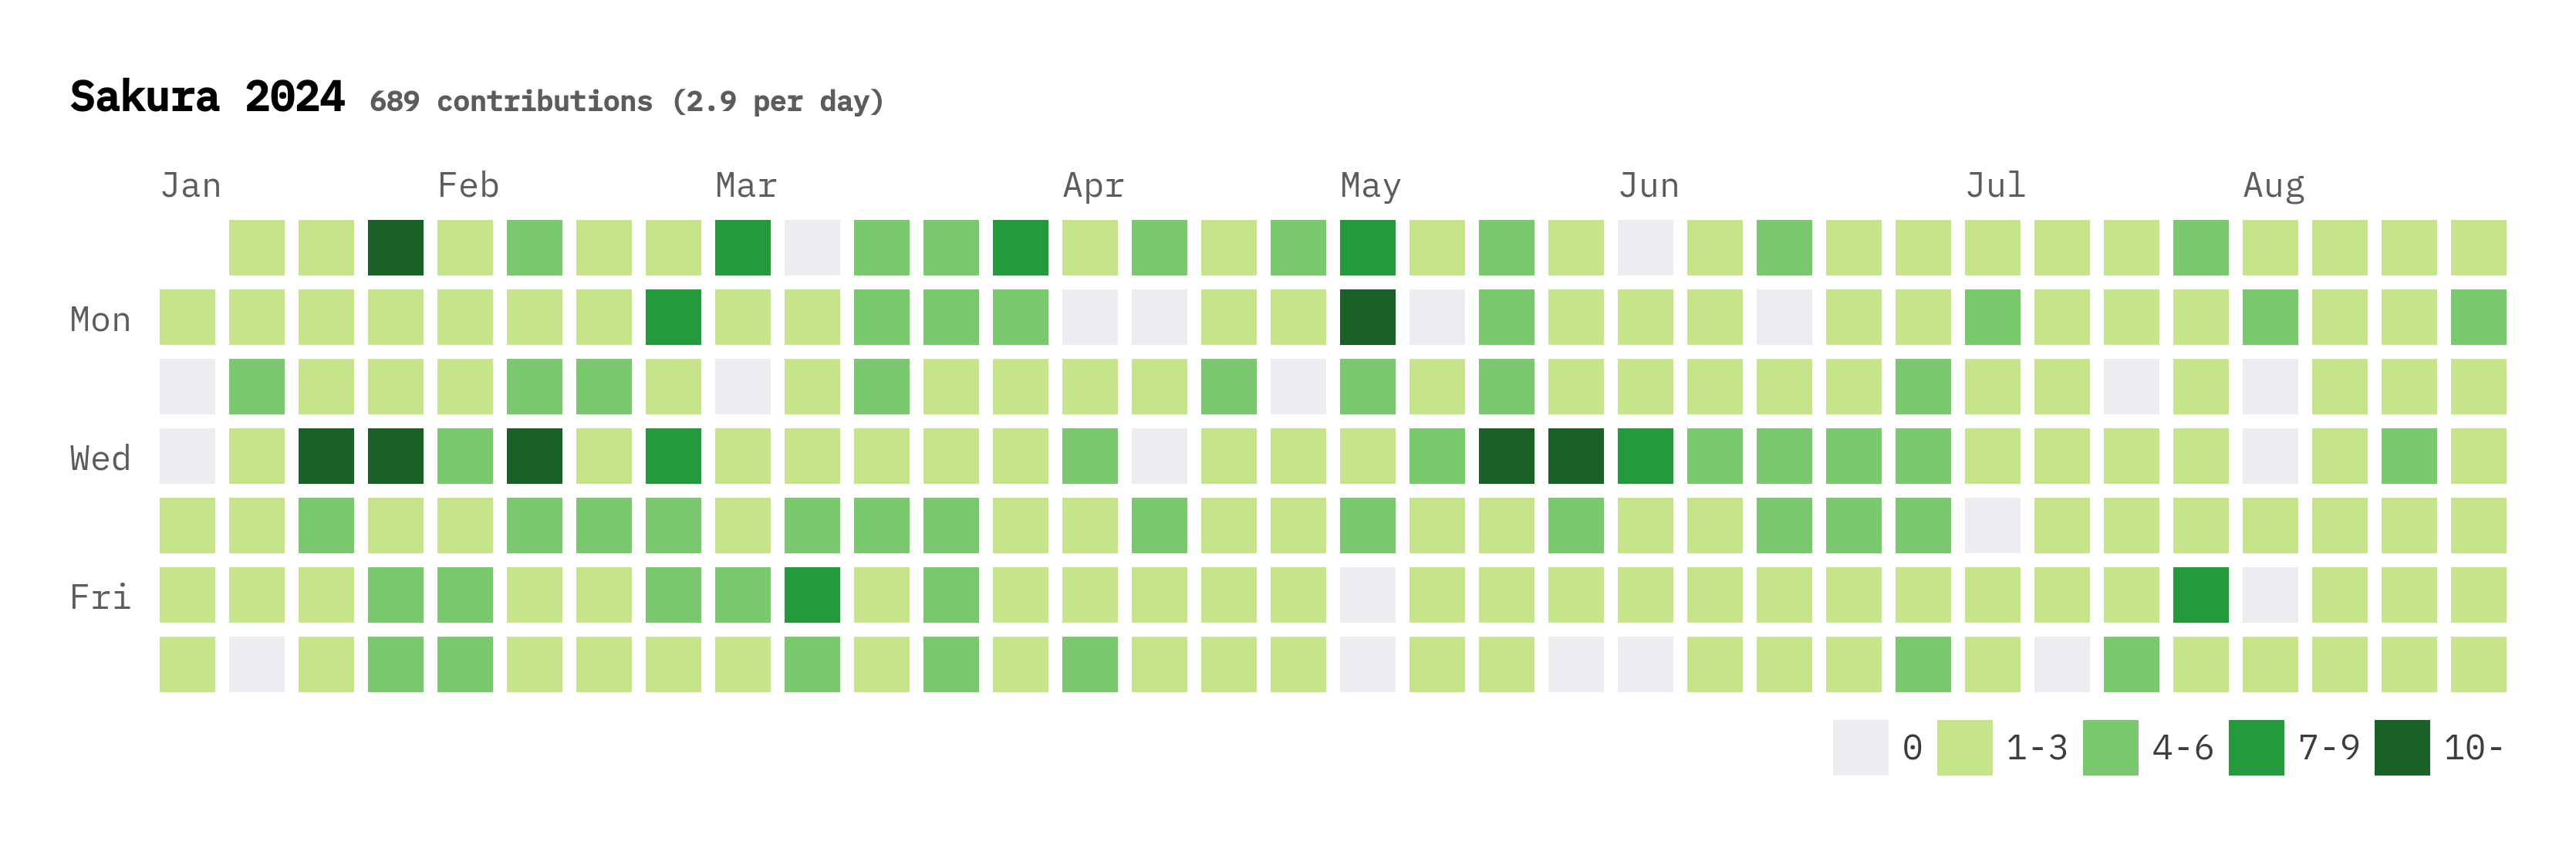 Sakura 2024 689 contributions (2.9 per day)
Jan Feb Mar Apr May Jun Jul Aug
Mon
Wed
Fri
0 1-3 4-6 7-9 10-